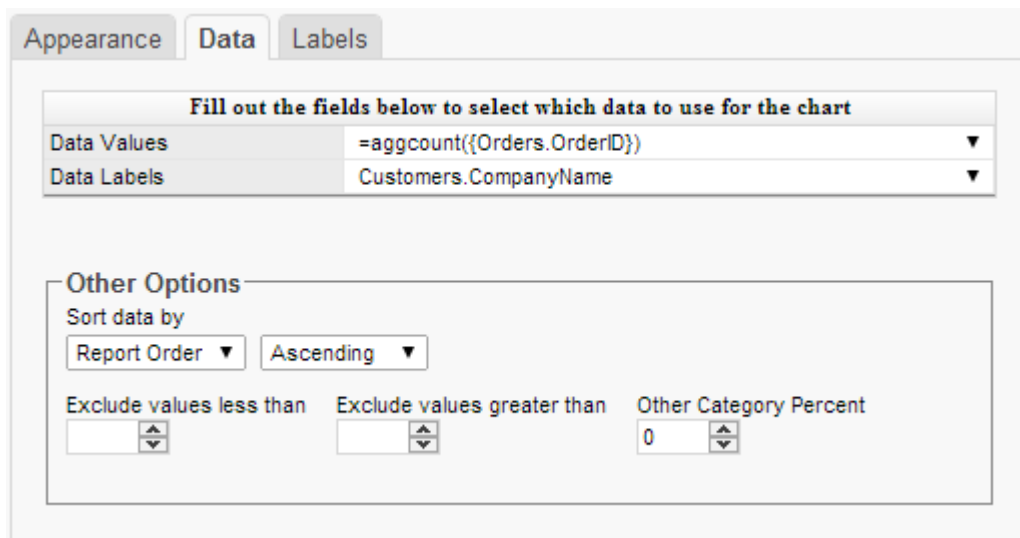 Appearance Data Labels
Fill out the fields below to select which data to use for the chart
Data Values =aggcount({Orders.OrderID})
Data Labels Customers.CompanyName
Other Options
Sort data by
Report Order Ascending
Exclude values less than Exclude values greater than Other Category Percent
0